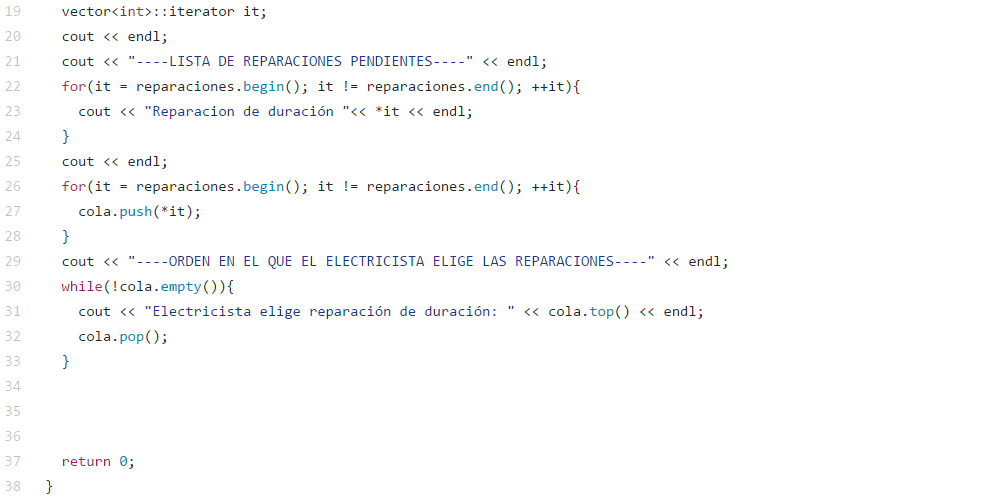 19 vector<int>::iterator it;
20 cout << endl;
21 cout << "----LISTA DE REPARACIONES PENDIENTES----" << endl;
22 for(it = reparaciones.begin(); it != reparaciones.end(); ++it){
23 cout << "Reparacion de duración "<< *it << endl;
24 }
25 cout << endl;
26 for(it = reparaciones.begin(); it != reparaciones.end(); ++it){
27 cola.push(*it);
28 }
29 cout << "----ORDEN EN EL QUE EL ELECTRICISTA ELIGE LAS REPARACIONES----" << endl;
30 while(!cola.empty()){
31 cout << "Electricista elige reparación de duración: " << cola.top() << endl;
32 cola.pop();
33 }
34
35
36
37 return 0;
38 }